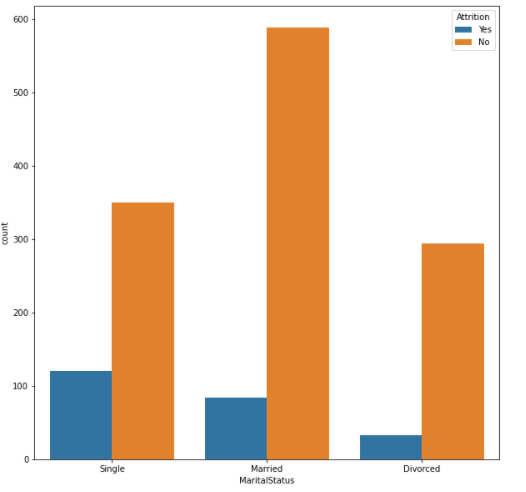 Attrition
Yes
No
600
500
400
300
200
100
0
count
Single Married Divorced
MaritalStatus